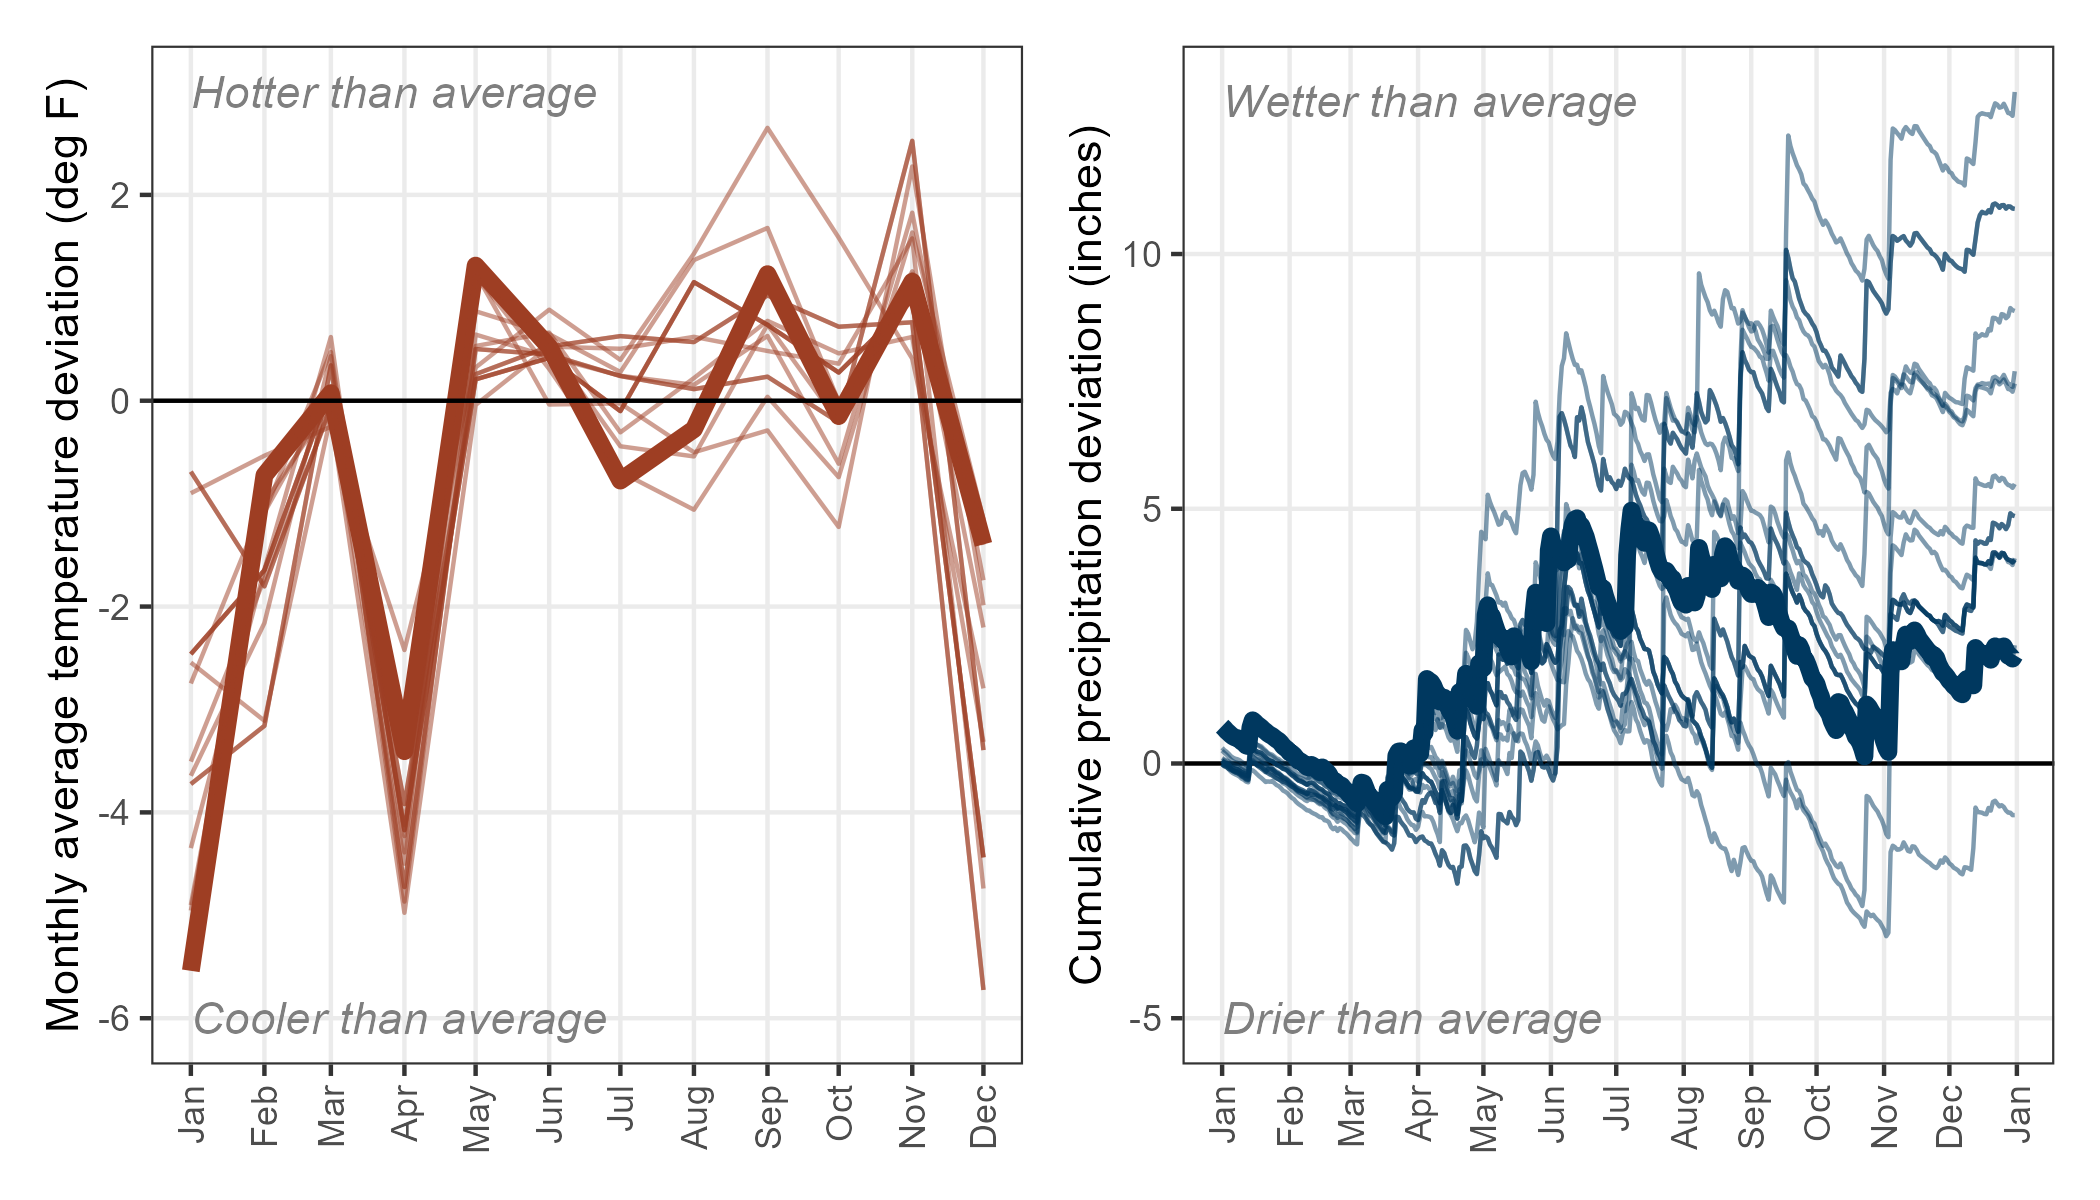 Monthly average temperature deviation (deg F)
Hotter than average
2
0
-2
-4
-6
Cooler than average
Jan
Feb
Mar
Apr
May
Jun
Jul
Aug
Sep
Oct
Nov
Dec
Cumulative precipitation deviation (inches)
Wetter than average
10
5
0
-5
Drier than average
Jan
Feb
Mar
Apr
May
Jun
Jul
Aug
Sep
Oct
Nov
Dec
Jan